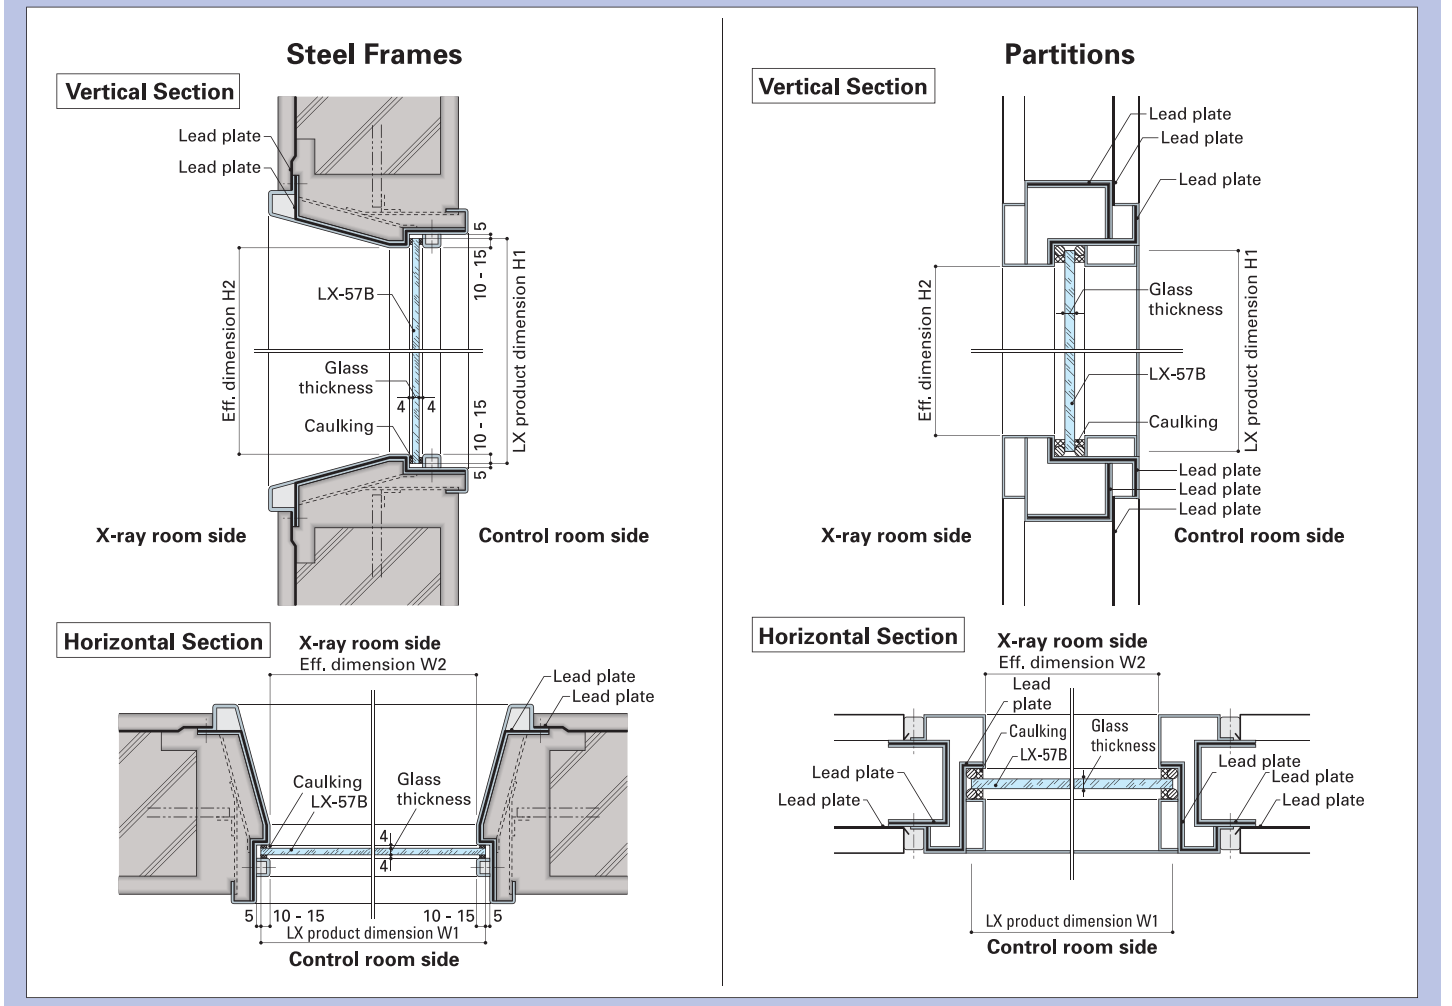 Steel Frames
Vertical Section
Lead plate
Lead plate
5
10 - 15
Eff. dimension H2
LX-57B
LX product dimension H1
Glass
thickness
4
4
Caulking
10 - 15
5
X-ray room side
Control room side
Horizontal Section
X-ray room side
Eff. dimension W2
Lead plate
Lead plate
Caulking
LX-57B
Glass
thickness
4
4
5
10 - 15
10 - 15
5
LX product dimension W1
Control room side
Partitions
Vertical Section
Lead plate
Lead plate
Lead plate
Eff. dimension H2
Glass
thickness
LX product dimension H1
LX-57B
Caulking
Lead plate
Lead plate
Lead plate
X-ray room side
Control room side
Horizontal Section
X-ray room side
Eff. dimension W2
Lead
plate
Caulking
LX-57B
Glass
thickness
Lead plate
Lead plate
Lead plate
Lead plate
Lead plate
LX product dimension W1
Control room side